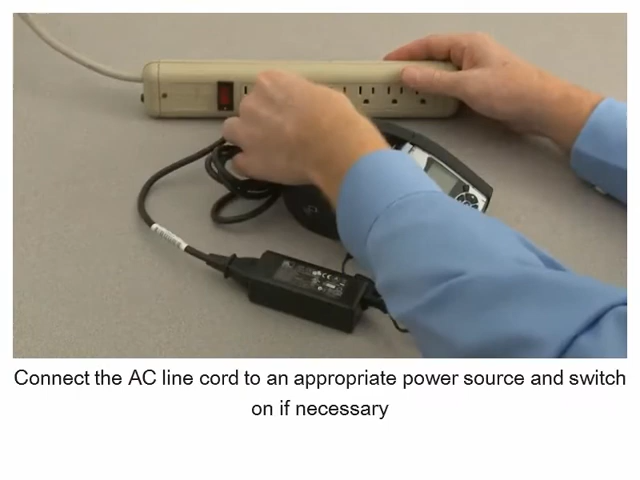 Connect the AC line cord to an appropriate power source and switch
on if necessary